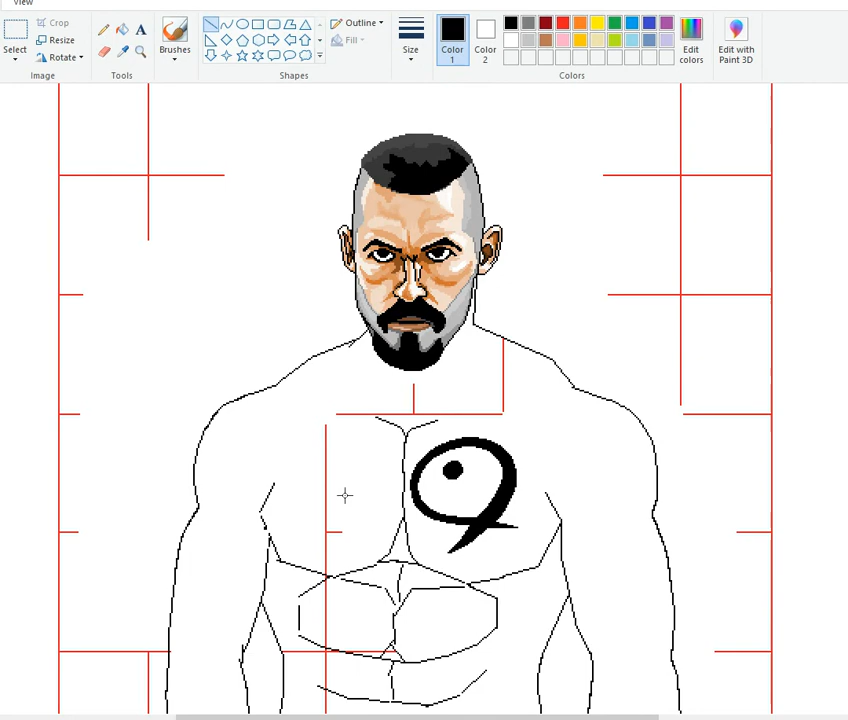 View
Crop
Resize
Rotate
Select
Image
Tools
Brushes
Outline
Fill
Shapes
Size
Color 1
Color 2
Edit colors
Colors
Edit with Paint 3D